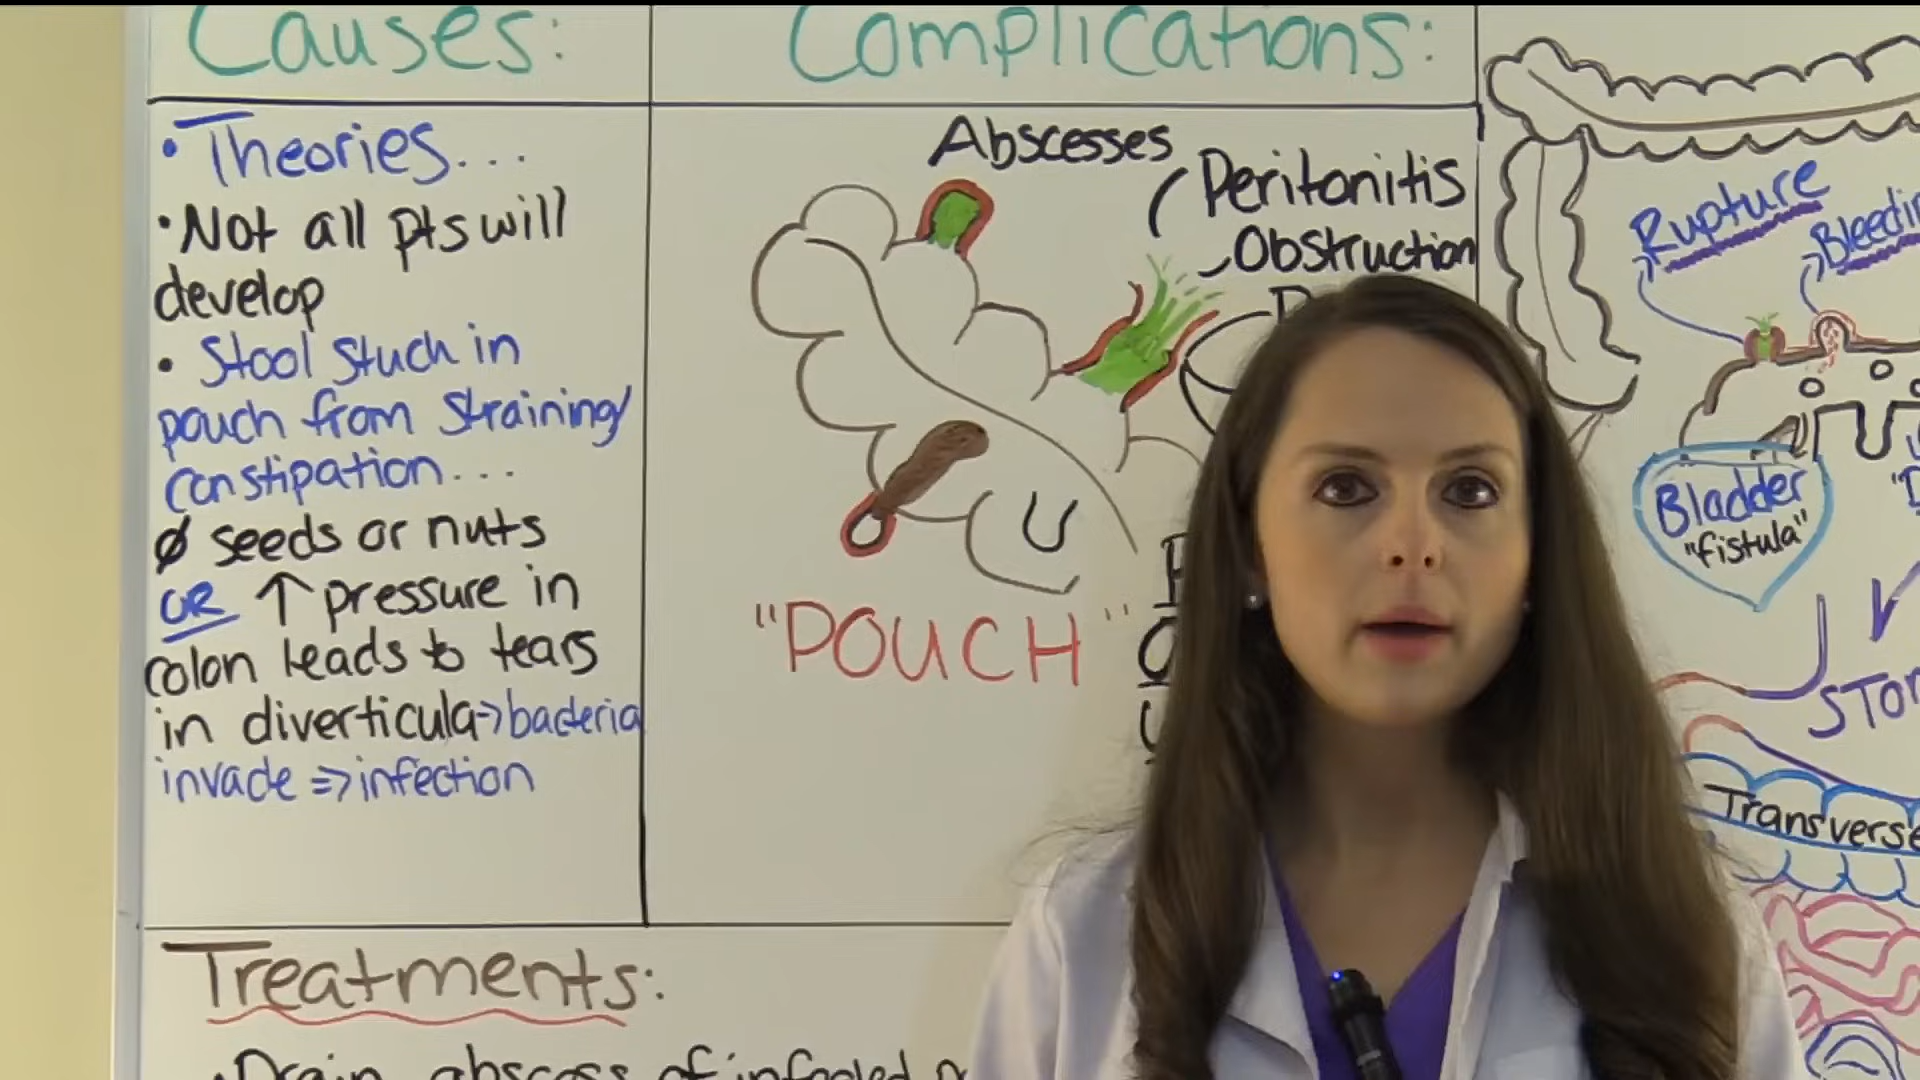 Causes:
• Theories...
• Not all pts will
develop
• Stool stuck in
pouch from straining/
constipation...
Ø seeds or nuts
OR ↑ pressure in
colon leads to tears
in diverticula→bacteria
invade ⇒ infection
Complications:
Abscesses
Peritonitis
Obstruction
"POUCH"
Rupture
Bladder
"fistula"
Transverse
Treatments: